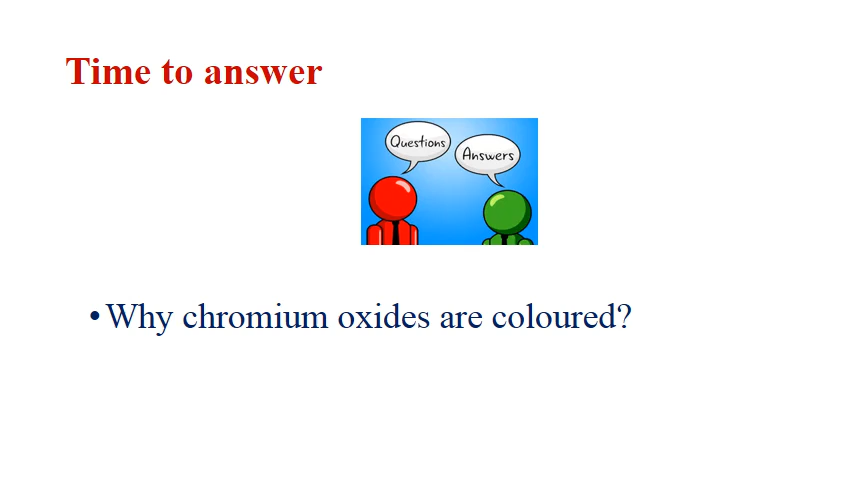 Time to answer
Questions
Answers
• Why chromium oxides are coloured?